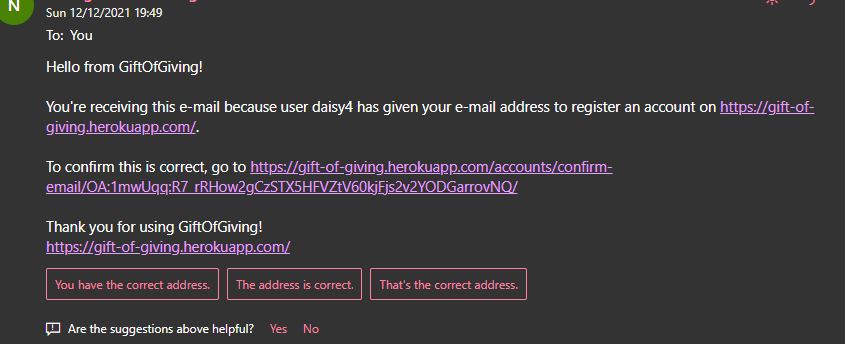 N
Sun 12/12/2021 19:49
To: You
Hello from GiftOfGiving!
You're receiving this e-mail because user daisy4 has given your e-mail address to register an account on https://gift-of-
giving.herokuapp.com/.
To confirm this is correct, go to https://gift-of-giving.herokuapp.com/accounts/confirm-
email/OA:1mwUqq:R7_rRHow2gCzSTX5HFVZtV60kjFjs2v2YODGarrovNQ/
Thank you for using GiftOfGiving!
https://gift-of-giving.herokuapp.com/
You have the correct address. The address is correct. That's the correct address.
Are the suggestions above helpful? Yes No